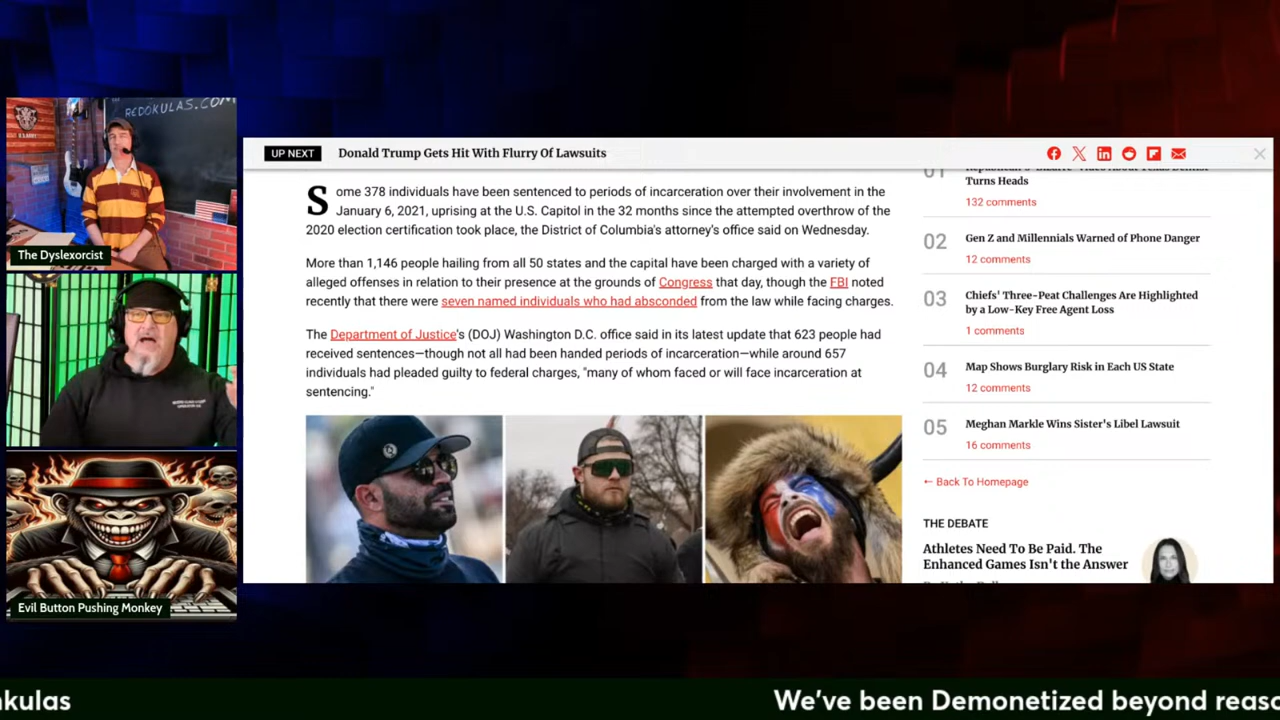 REDOKULAS.COM
The Dyslexorcist
Evil Button Pushing Monkey
UP NEXT
Donald Trump Gets Hit With Flurry Of Lawsuits
Some 378 individuals have been sentenced to periods of incarceration over their involvement in the
January 6, 2021, uprising at the U.S. Capitol in the 32 months since the attempted overthrow of the
2020 election certification took place, the District of Columbia's attorney's office said on Wednesday.
More than 1,146 people hailing from all 50 states and the capital have been charged with a variety of
alleged offenses in relation to their presence at the grounds of Congress that day, though the FBI noted
recently that there were seven named individuals who had absconded from the law while facing charges.
The Department of Justice's (DOJ) Washington D.C. office said in its latest update that 623 people had
received sentences—though not all had been handed periods of incarceration—while around 657
individuals had pleaded guilty to federal charges, "many of whom faced or will face incarceration at
sentencing."
01
Republican's 'Bizarre' Video About Texas Dentist
Turns Heads
132 comments
02
Gen Z and Millennials Warned of Phone Danger
12 comments
03
Chiefs' Three-Peat Challenges Are Highlighted
by a Low-Key Free Agent Loss
1 comments
04
Map Shows Burglary Risk in Each US State
12 comments
05
Meghan Markle Wins Sister's Libel Lawsuit
16 comments
← Back To Homepage
THE DEBATE
Athletes Need To Be Paid. The
Enhanced Games Isn't the Answer
nkulas
We've been Demonetized beyond reaso